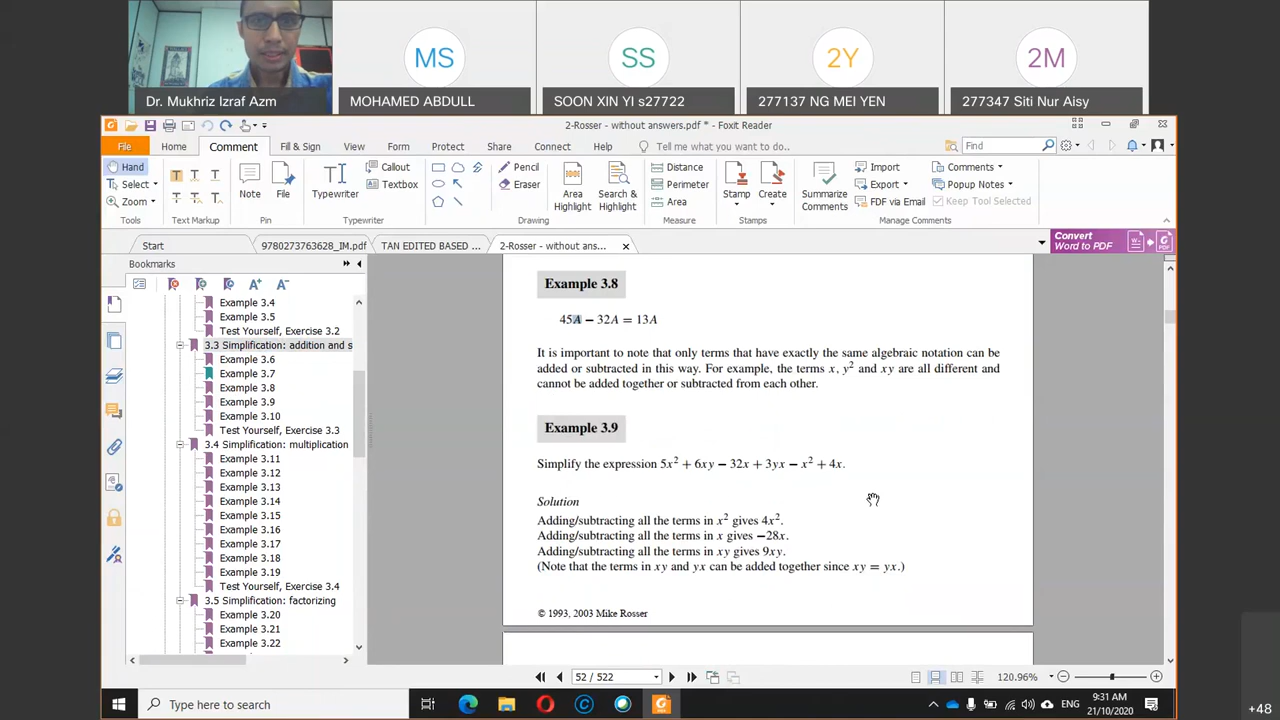 MS
SS
2Y
2M
Dr. Mukhriz Izraf Azm
MOHAMED ABDULL
SOON XIN YI s27722
277137 NG MEI YEN
277347 Siti Nur Aisy
2-Rosser - without answers.pdf * - Foxit Reader
File
Home
Comment
Fill & Sign
View
Form
Protect
Share
Connect
Help
Tell me what you want to do...
Find
Hand
Select
Zoom
Tools
Text Markup
Note
File
Pin
Typewriter
Callout
Textbox
Typewriter
Pencil
Eraser
Drawing
Area
Highlight
Search &
Highlight
Distance
Perimeter
Area
Measure
Stamp
Create
Stamps
Summarize
Comments
Import
Export
FDF via Email
Comments
Popup Notes
Keep Tool Selected
Manage Comments
Start
9780273763628_IM.pdf
TAN EDITED BASED ...
2-Rosser - without ans...
Convert
Word to PDF
Bookmarks
Example 3.4
Example 3.5
Test Yourself, Exercise 3.2
3.3 Simplification: addition and s
Example 3.6
Example 3.7
Example 3.8
Example 3.9
Example 3.10
Test Yourself, Exercise 3.3
3.4 Simplification: multiplication
Example 3.11
Example 3.12
Example 3.13
Example 3.14
Example 3.15
Example 3.16
Example 3.17
Example 3.18
Example 3.19
Test Yourself, Exercise 3.4
3.5 Simplification: factorizing
Example 3.20
Example 3.21
Example 3.22
Example 3.8
45A − 32A = 13A
It is important to note that only terms that have exactly the same algebraic notation can be
added or subtracted in this way. For example, the terms x, y² and xy are all different and
cannot be added together or subtracted from each other.
Example 3.9
Simplify the expression 5x² + 6xy − 32x + 3yx − x² + 4x.
Solution
Adding/subtracting all the terms in x² gives 4x².
Adding/subtracting all the terms in x gives −28x.
Adding/subtracting all the terms in xy gives 9xy.
(Note that the terms in xy and yx can be added together since xy = yx.)
© 1993, 2003 Mike Rosser
52 / 522
120.96%
Type here to search
ENG
9:31 AM
21/10/2020
+48